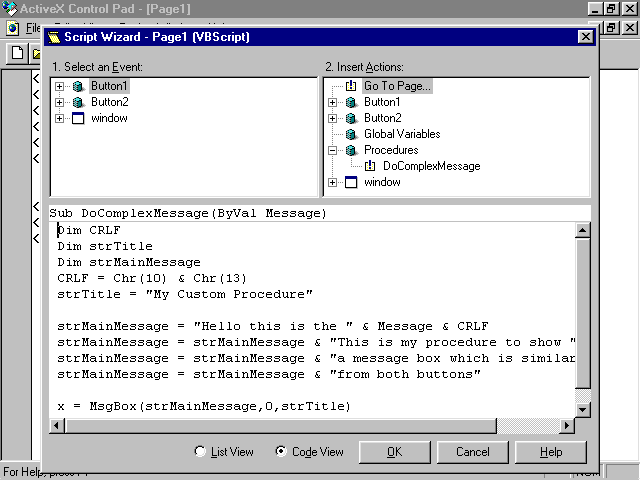 ActiveX Control Pad - [Page1]
File
Script Wizard - Page1 (VBScript)
1. Select an Event:
2. Insert Actions:
Button1
Button2
window
Go To Page...
Button1
Button2
Global Variables
Procedures
DoComplexMessage
window
Sub DoComplexMessage(ByVal Message)
Dim CRLF
Dim strTitle
Dim strMainMessage
CRLF = Chr(10) & Chr(13)
strTitle = "My Custom Procedure"
strMainMessage = "Hello this is the " & Message & CRLF
strMainMessage = strMainMessage & "This is my procedure to show "
strMainMessage = strMainMessage & "a message box which is similar
strMainMessage = strMainMessage & "from both buttons"
x = MsgBox(strMainMessage,0,strTitle)
List View
Code View
OK
Cancel
Help
For Help,